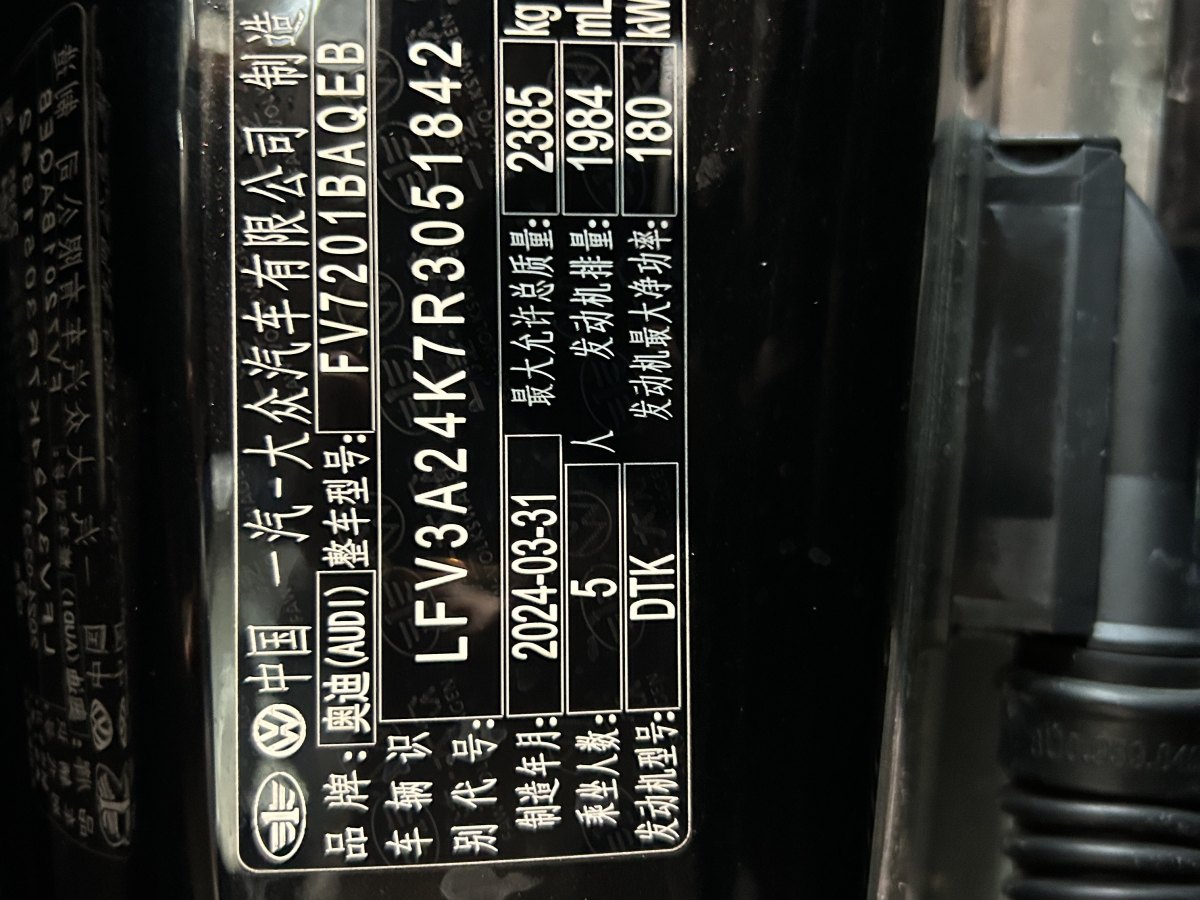 中国 一汽-大众汽车有限公司 制造
品牌: 奥迪(AUDI) 整车型号: FV7201BAQEB
车辆识别代号: LFV3A24K7R3051842
制造年月: 2024-03-31 最大允许总质量: 2385 kg
乘坐人数: 5 人 发动机排量: 1984 mL
发动机型号: DTK 发动机最大净功率: 180 kW